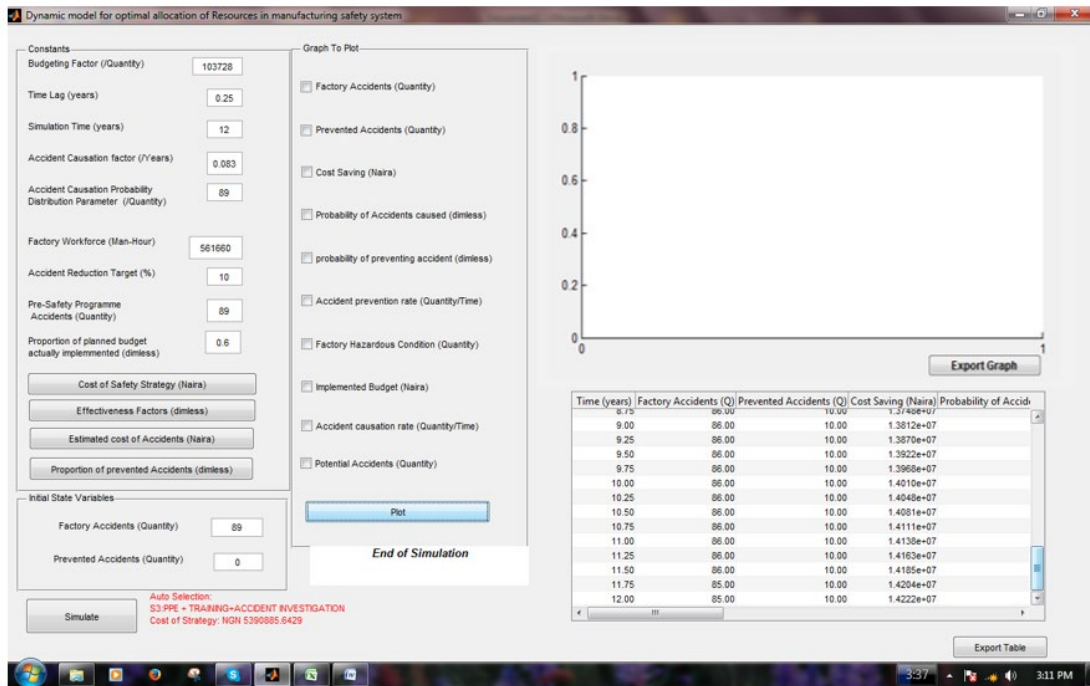 Dynamic model for optimal allocation of Resources in manufacturing safety system
Constants
Budgeting Factor (/Quantity) 103728
Time Lag (years) 0.25
Simulation Time (years) 12
Accident Causation factor (/Years) 0.083
Accident Causation Probability
Distribution Parameter (/Quantity) 89
Factory Workforce (Man-Hour) 561660
Accident Reduction Target (%) 10
Pre-Safety Programme
Accidents (Quantity) 89
Proportion of planned budget
actually implemmented (dimless) 0.6
Cost of Safety Strategy (Naira)
Effectiveness Factors (dimless)
Estimated cost of Accidents (Naira)
Proportion of prevented Accidents (dimless)
Initial State Variables
Factory Accidents (Quantity) 89
Prevented Accidents (Quantity) 0
Simulate
Auto Selection:
S3:PPE + TRAINING+ACCIDENT INVESTIGATION
Cost of Strategy: NGN 5390885.6429
Graph To Plot
Factory Accidents (Quantity)
Prevented Accidents (Quantity)
Cost Saving (Naira)
Probability of Accidents caused (dimless)
probability of preventing accident (dimless)
Accident prevention rate (Quantity/Time)
Factory Hazardous Condition (Quantity)
Implemented Budget (Naira)
Accident causation rate (Quantity/Time)
Potential Accidents (Quantity)
Plot
End of Simulation
1
0.8
0.6
0.4
0.2
0
0 1
Export Graph
Time (years) Factory Accidents (Q) Prevented Accidents (Q) Cost Saving (Naira) Probability of Accide
8.75 86.00 10.00 1.3748e+07
9.00 86.00 10.00 1.3812e+07
9.25 86.00 10.00 1.3870e+07
9.50 86.00 10.00 1.3922e+07
9.75 86.00 10.00 1.3968e+07
10.00 86.00 10.00 1.4010e+07
10.25 86.00 10.00 1.4048e+07
10.50 86.00 10.00 1.4081e+07
10.75 86.00 10.00 1.4111e+07
11.00 86.00 10.00 1.4138e+07
11.25 86.00 10.00 1.4163e+07
11.50 86.00 10.00 1.4185e+07
11.75 85.00 10.00 1.4204e+07
12.00 85.00 10.00 1.4222e+07
Export Table
3:37 3:11 PM